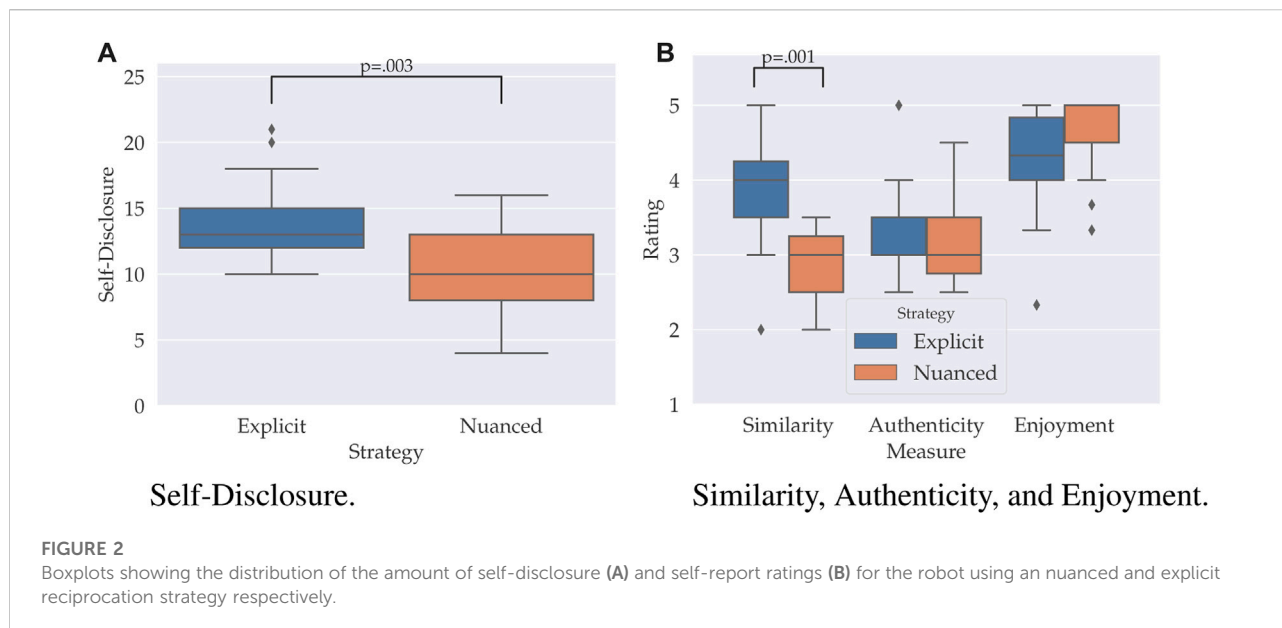 A
p=.003
25
20
15
10
5
0
Self-Disclosure
Explicit
Nuanced
Strategy
Self-Disclosure.
B
p=.001
5
4
3
2
1
Rating
Strategy
Explicit
Nuanced
Similarity
Authenticity
Enjoyment
Measure
Similarity, Authenticity, and Enjoyment.
FIGURE 2
Boxplots showing the distribution of the amount of self-disclosure (A) and self-report ratings (B) for the robot using an nuanced and explicit
reciprocation strategy respectively.